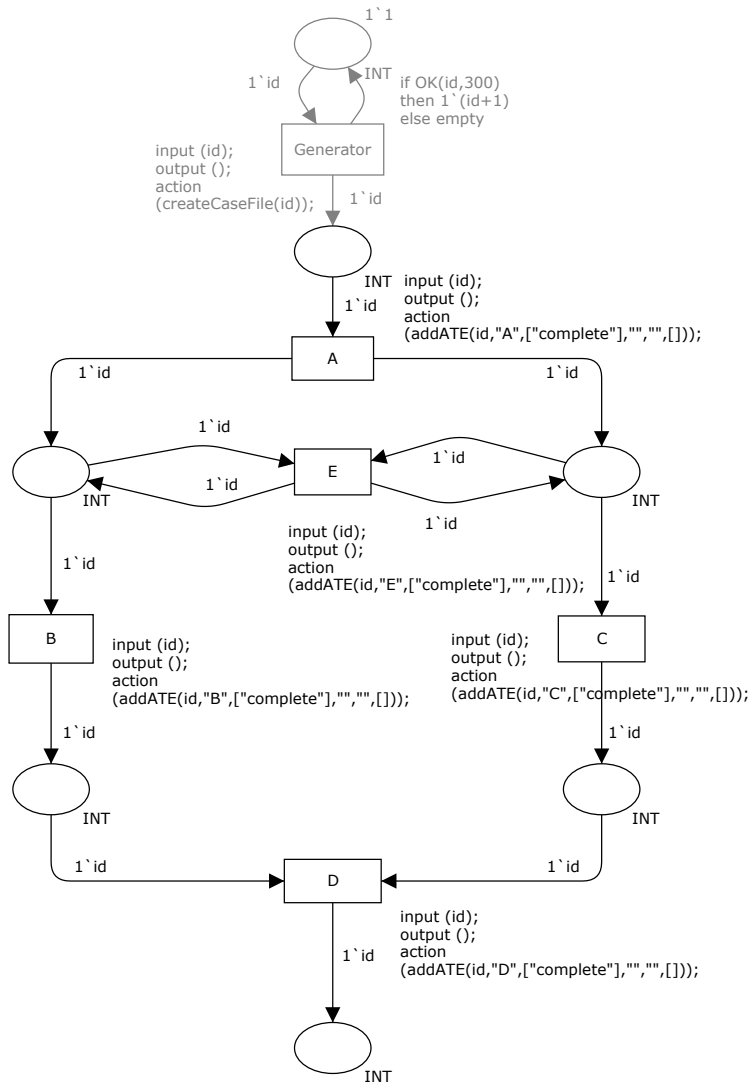 1`1
INT
1`id
if OK(id,300)
then 1`(id+1)
else empty
Generator
input (id);
output ();
action
(createCaseFile(id));
1`id
INT
input (id);
output ();
action
(addATE(id,"A",["complete"],"","",[]));
1`id
A
1`id
1`id
1`id
1`id
E
1`id
1`id
INT
INT
input (id);
output ();
action
(addATE(id,"E",["complete"],"","",[]));
1`id
1`id
B
input (id);
output ();
action
(addATE(id,"B",["complete"],"","",[]));
C
input (id);
output ();
action
(addATE(id,"C",["complete"],"","",[]));
1`id
1`id
INT
INT
1`id
1`id
D
input (id);
output ();
action
(addATE(id,"D",["complete"],"","",[]));
1`id
INT